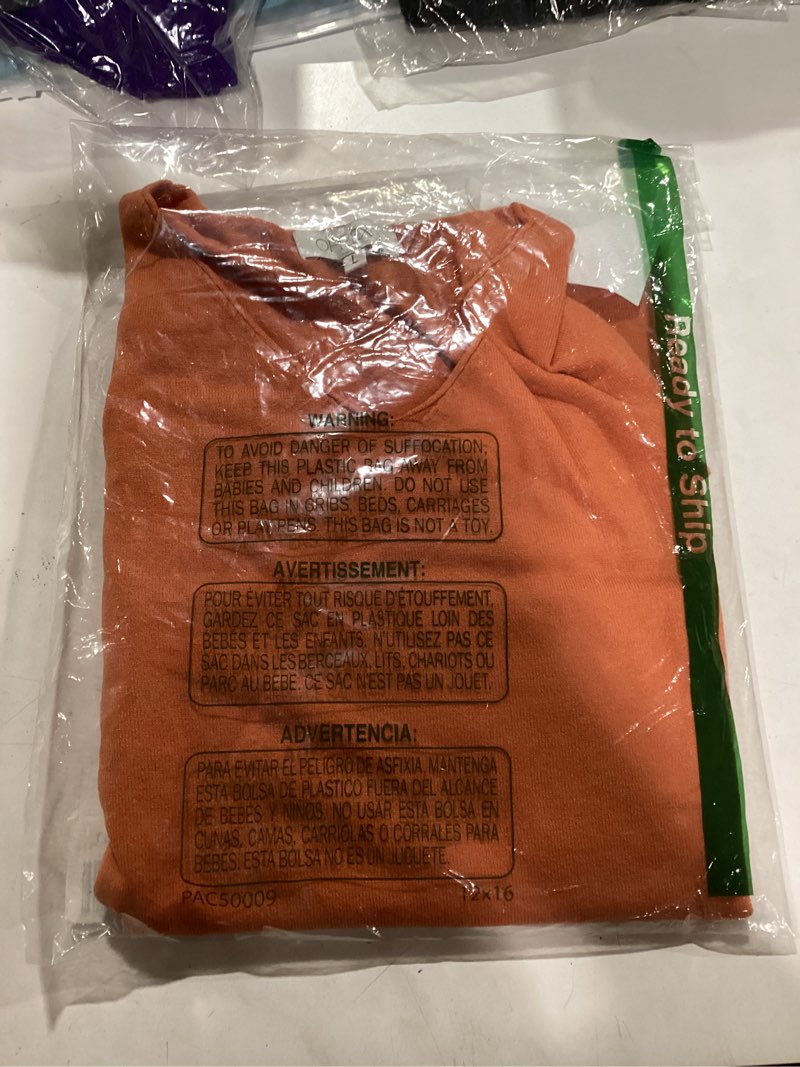 WARNING:
TO AVOID DANGER OF SUFFOCATION,
KEEP THIS PLASTIC BAG AWAY FROM
BABIES AND CHILDREN. DO NOT USE
THIS BAG IN CRIBS, BEDS, CARRIAGES
OR PLAY PENS. THIS BAG IS NOT A TOY.
AVERTISSEMENT:
POUR ÉVITER TOUT RISQUE D'ÉTOUFFEMENT,
GARDEZ CE SAC EN PLASTIQUE LOIN DES
BEBÉS ET LES ENFANTS. N'UTILISEZ PAS CE
SAC DANS LES BERCEAUX, LITS, CHARIOTS OU
PARC AU BEBE. CE SAC N'EST PAS UN JOUET.
ADVERTENCIA:
PARA EVITAR EL PELIGRO DE ASFIXIA, MANTENGA
ESTA BOLSA DE PLASTICO FUERA DEL ALCANCE
DE BEBÉS Y NIÑOS. NO USAR ESTA BOLSA EN
CUNAS, CAMAS, CARRIOLAS O CORRALES PARA
BEBES. ESTA BOLSA NO ES UN JUGUETE.
PAC50009 12x16
Ready to Ship